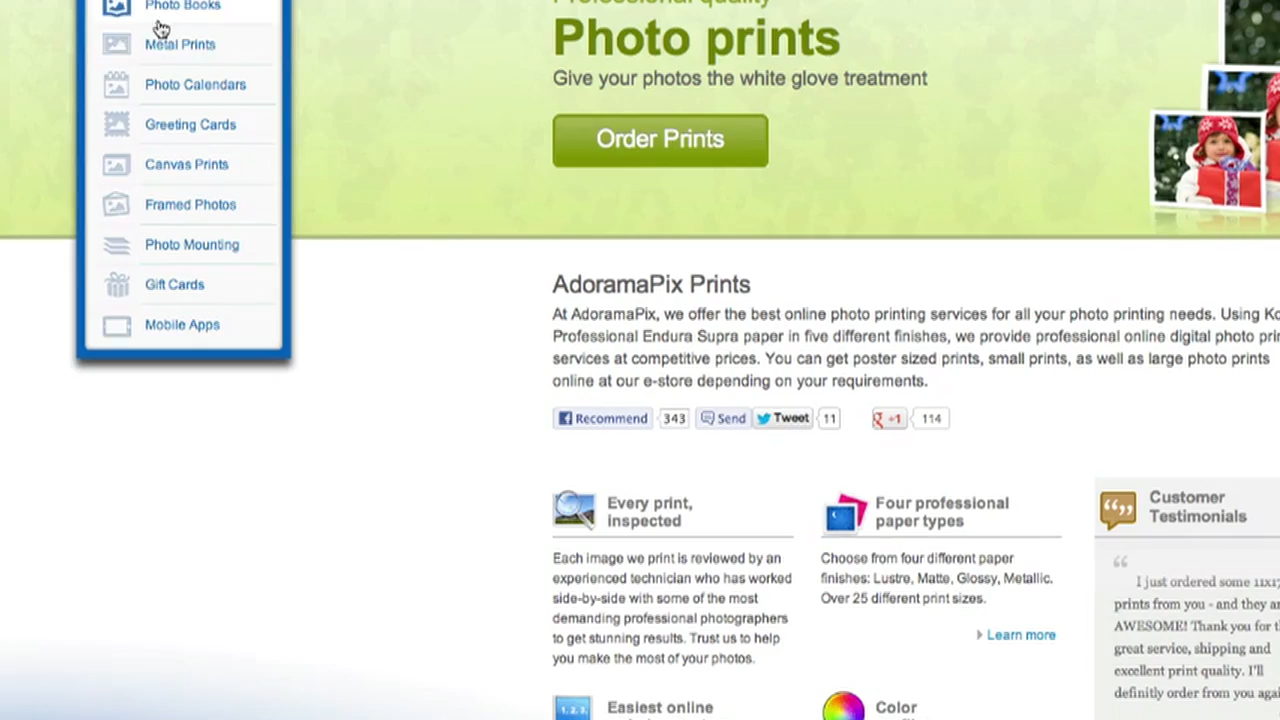 Photo Books
Metal Prints
Photo Calendars
Greeting Cards
Canvas Prints
Framed Photos
Photo Mounting
Gift Cards
Mobile Apps
Professional quality
Photo prints
Give your photos the white glove treatment
Order Prints
AdoramaPix Prints
At AdoramaPix, we offer the best online photo printing services for all your photo printing needs. Using
Professional Endura Supra paper in five different finishes, we provide professional online digital photo
services at competitive prices. You can get poster sized prints, small prints, as well as large photo prints
online at our e-store depending on your requirements.
Recommend 343 Send Tweet 11 +1 114
Every print,
inspected
Each image we print is reviewed by an
experienced technician who has worked
side-by-side with some of the most
demanding professional photographers
to get stunning results. Trust us to help
you make the most of your photos.
Four professional
paper types
Choose from four different paper
finishes: Lustre, Matte, Glossy, Metallic.
Over 25 different print sizes.
Learn more
Customer
Testimonials
“
I just ordered some 11x17
prints from you - and they
AWESOME! Thank you for
great service, shipping and
excellent print quality. I'll
definitly order from you
1. 2. 3.
Easiest online
Color